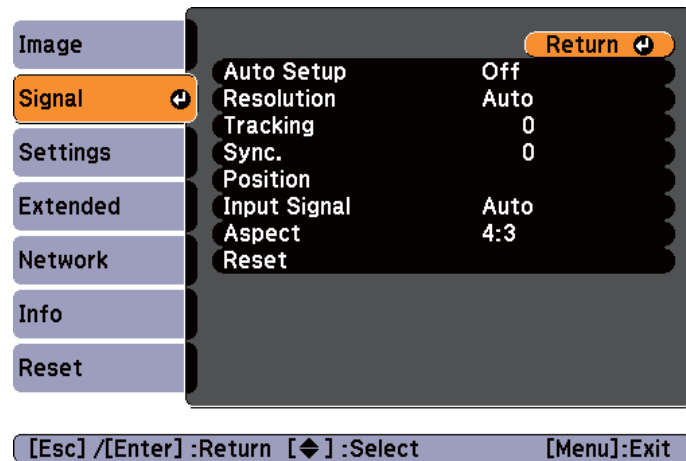 Image
Signal
Settings
Extended
Network
Info
Reset
Return
Auto Setup Off
Resolution Auto
Tracking 0
Sync. 0
Position
Input Signal Auto
Aspect 4:3
Reset
[Esc] /[Enter] :Return [◆] :Select [Menu]:Exit